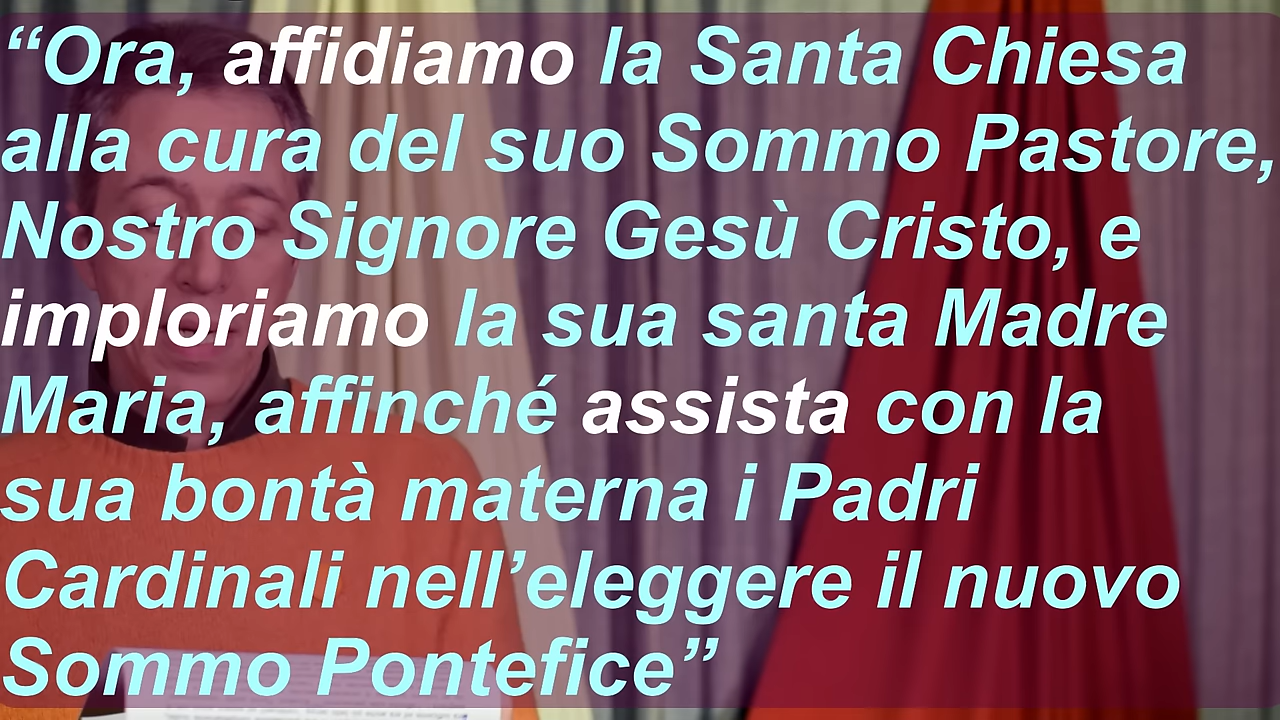 “Ora, affidiamo la Santa Chiesa
alla cura del suo Sommo Pastore,
Nostro Signore Gesù Cristo, e
imploriamo la sua santa Madre
Maria, affinché assista con la
sua bontà materna i Padri
Cardinali nell’eleggere il nuovo
Sommo Pontefice”